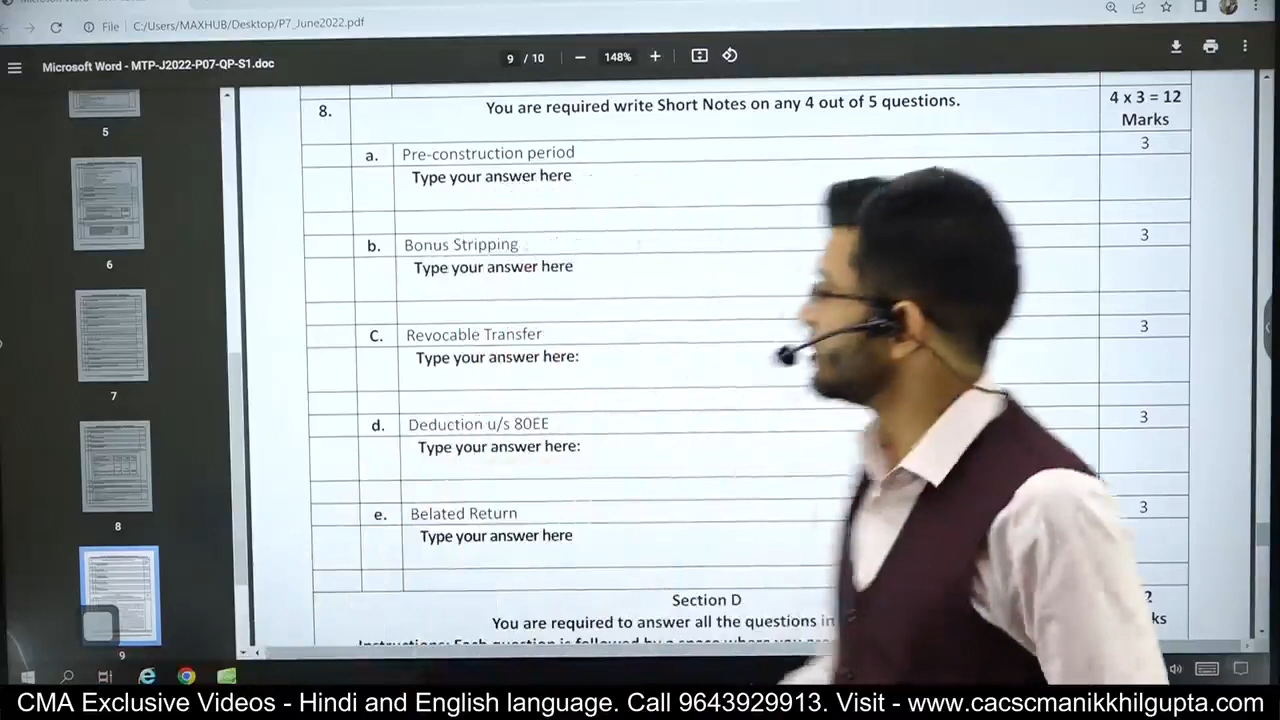 File C:/Users/MAXHUB/Desktop/P7_June2022.pdf
Microsoft Word - MTP-J2022-P07-QP-S1.doc
9 / 10
148%
8. You are required write Short Notes on any 4 out of 5 questions. 4 x 3 = 12
Marks
a. Pre-construction period 3
Type your answer here
b. Bonus Stripping 3
Type your answer here
C. Revocable Transfer 3
Type your answer here:
d. Deduction u/s 80EE 3
Type your answer here:
e. Belated Return 3
Type your answer here
Section D
You are required to answer all the questions in
5
6
7
8
9
CMA Exclusive Videos - Hindi and English language. Call 9643929913. Visit - www.cacscmanikkhilgupta.com